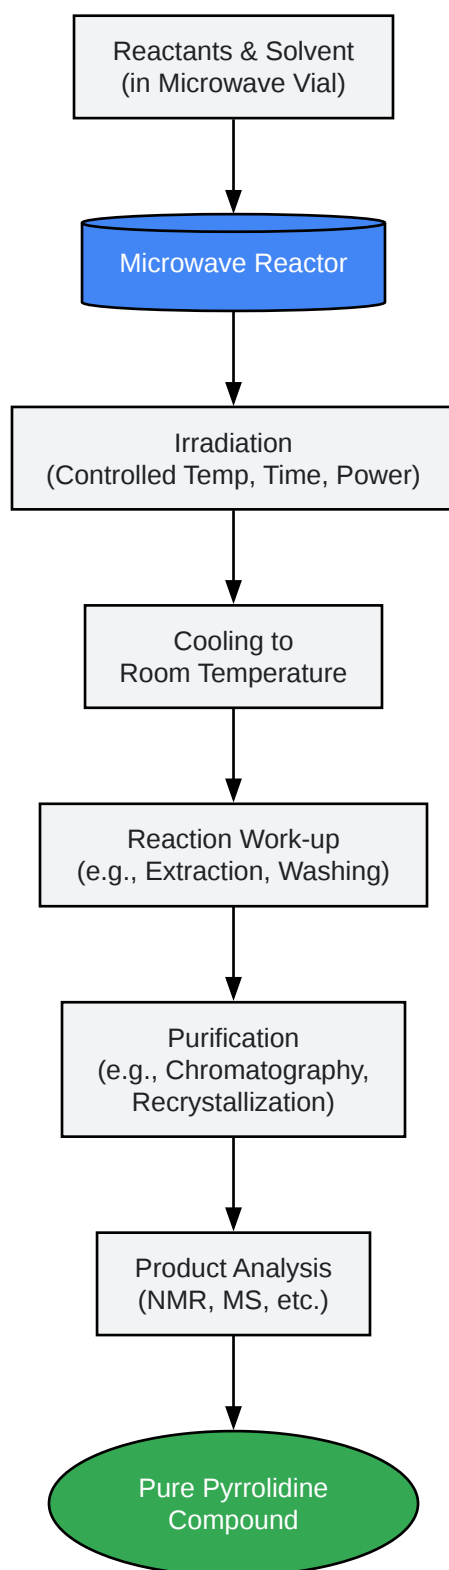 Reactants & Solvent
(in Microwave Vial)
Microwave Reactor
Irradiation
(Controlled Temp, Time, Power)
Cooling to
Room Temperature
Reaction Work-up
(e.g., Extraction, Washing)
Purification
(e.g., Chromatography,
Recrystallization)
Product Analysis
(NMR, MS, etc.)
Pure Pyrrolidine
Compound